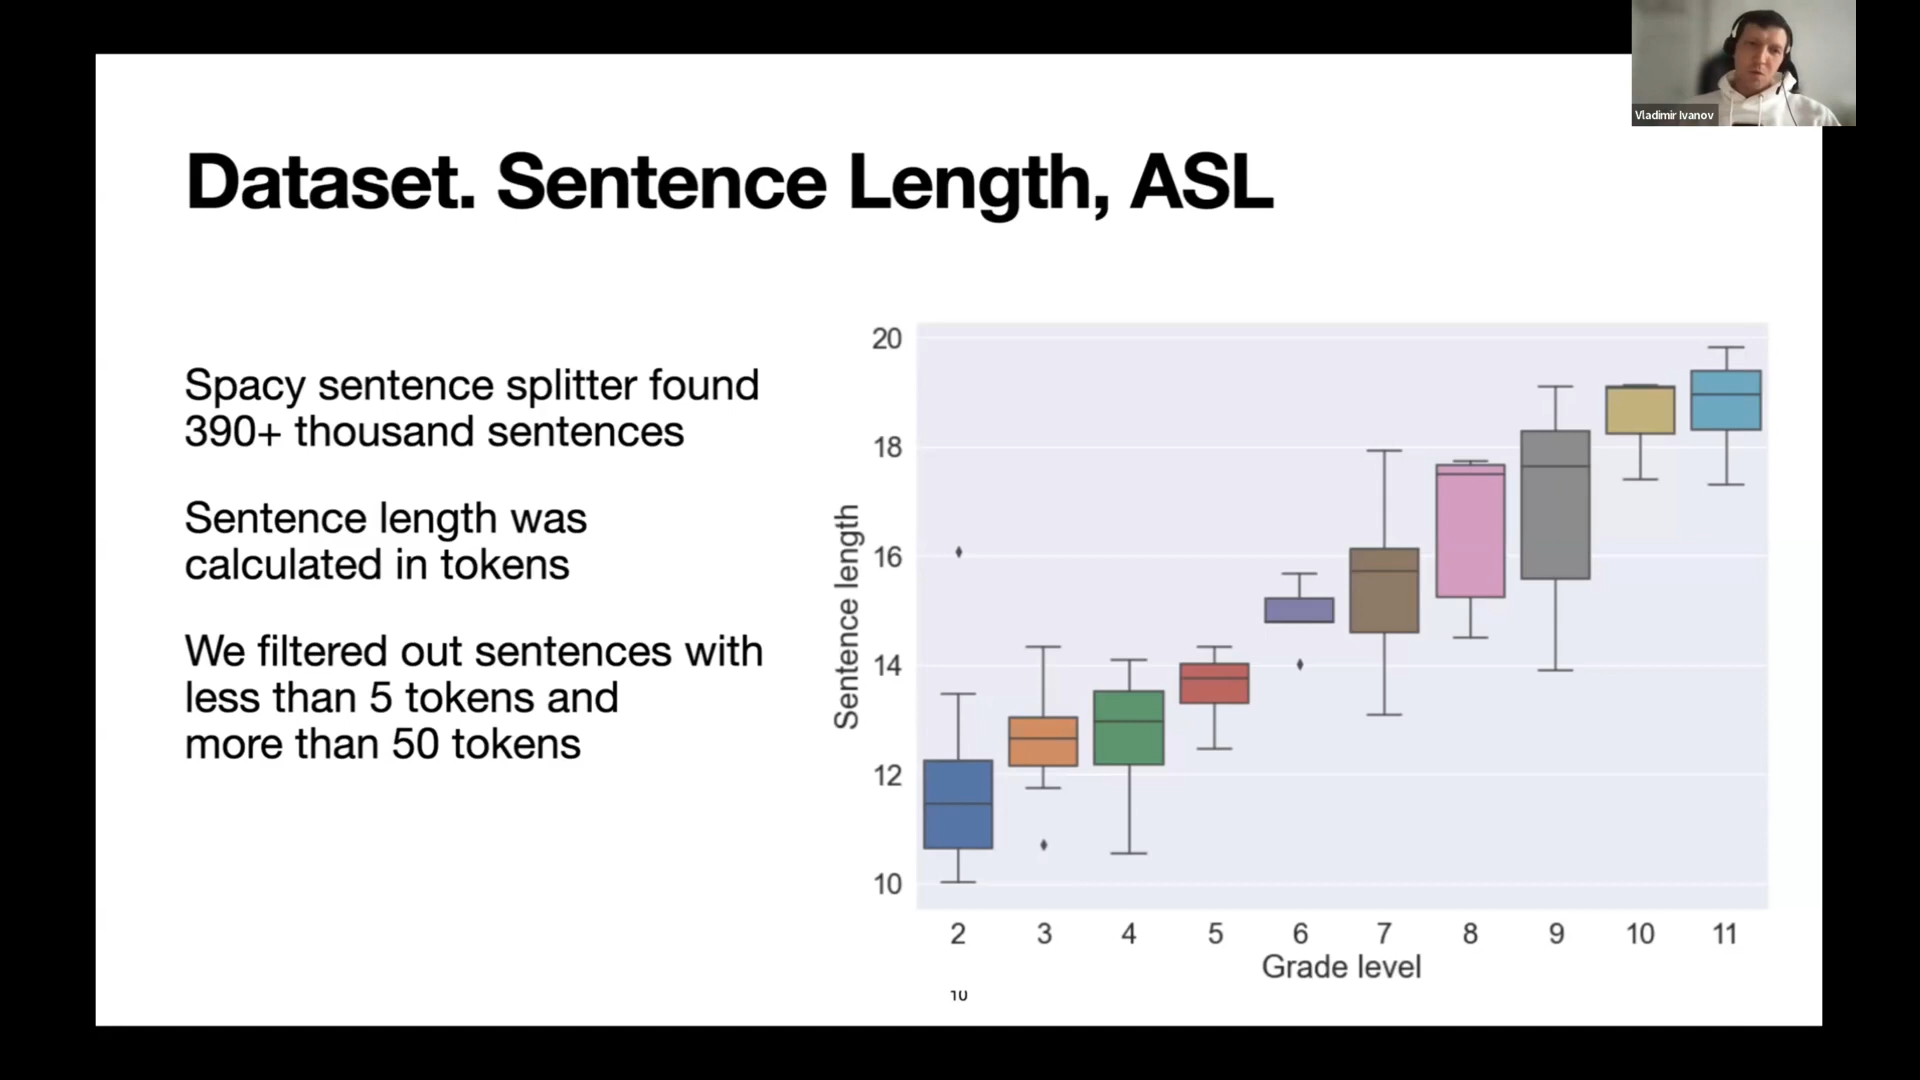 Vladimir Ivanov
Dataset. Sentence Length, ASL
Spacy sentence splitter found
390+ thousand sentences
Sentence length was
calculated in tokens
We filtered out sentences with
less than 5 tokens and
more than 50 tokens
Sentence length
20
18
16
14
12
10
2 3 4 5 6 7 8 9 10 11
Grade level
10